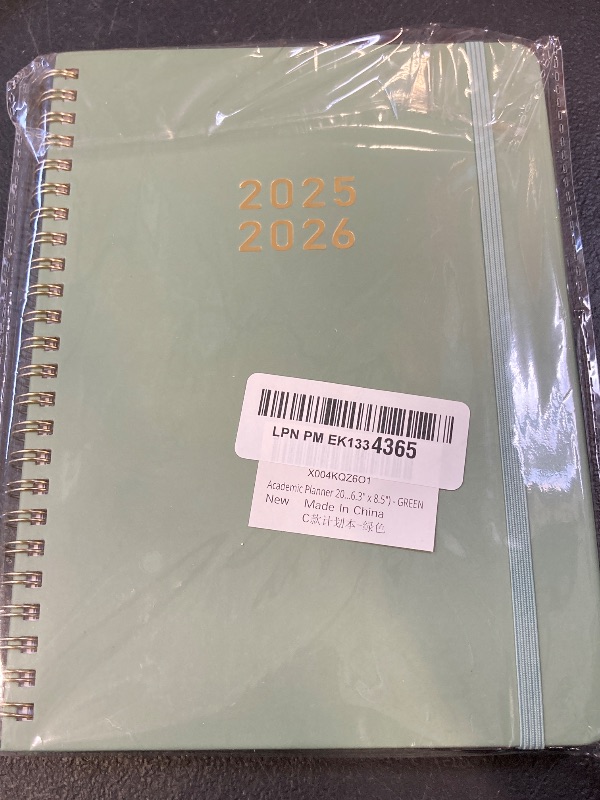 2025
2026
LPN PM EK1334365
X004KQZ6O1
Academic Planner 20...6.3" x 8.5") - GREEN
New Made In China
C款计划本-绿色